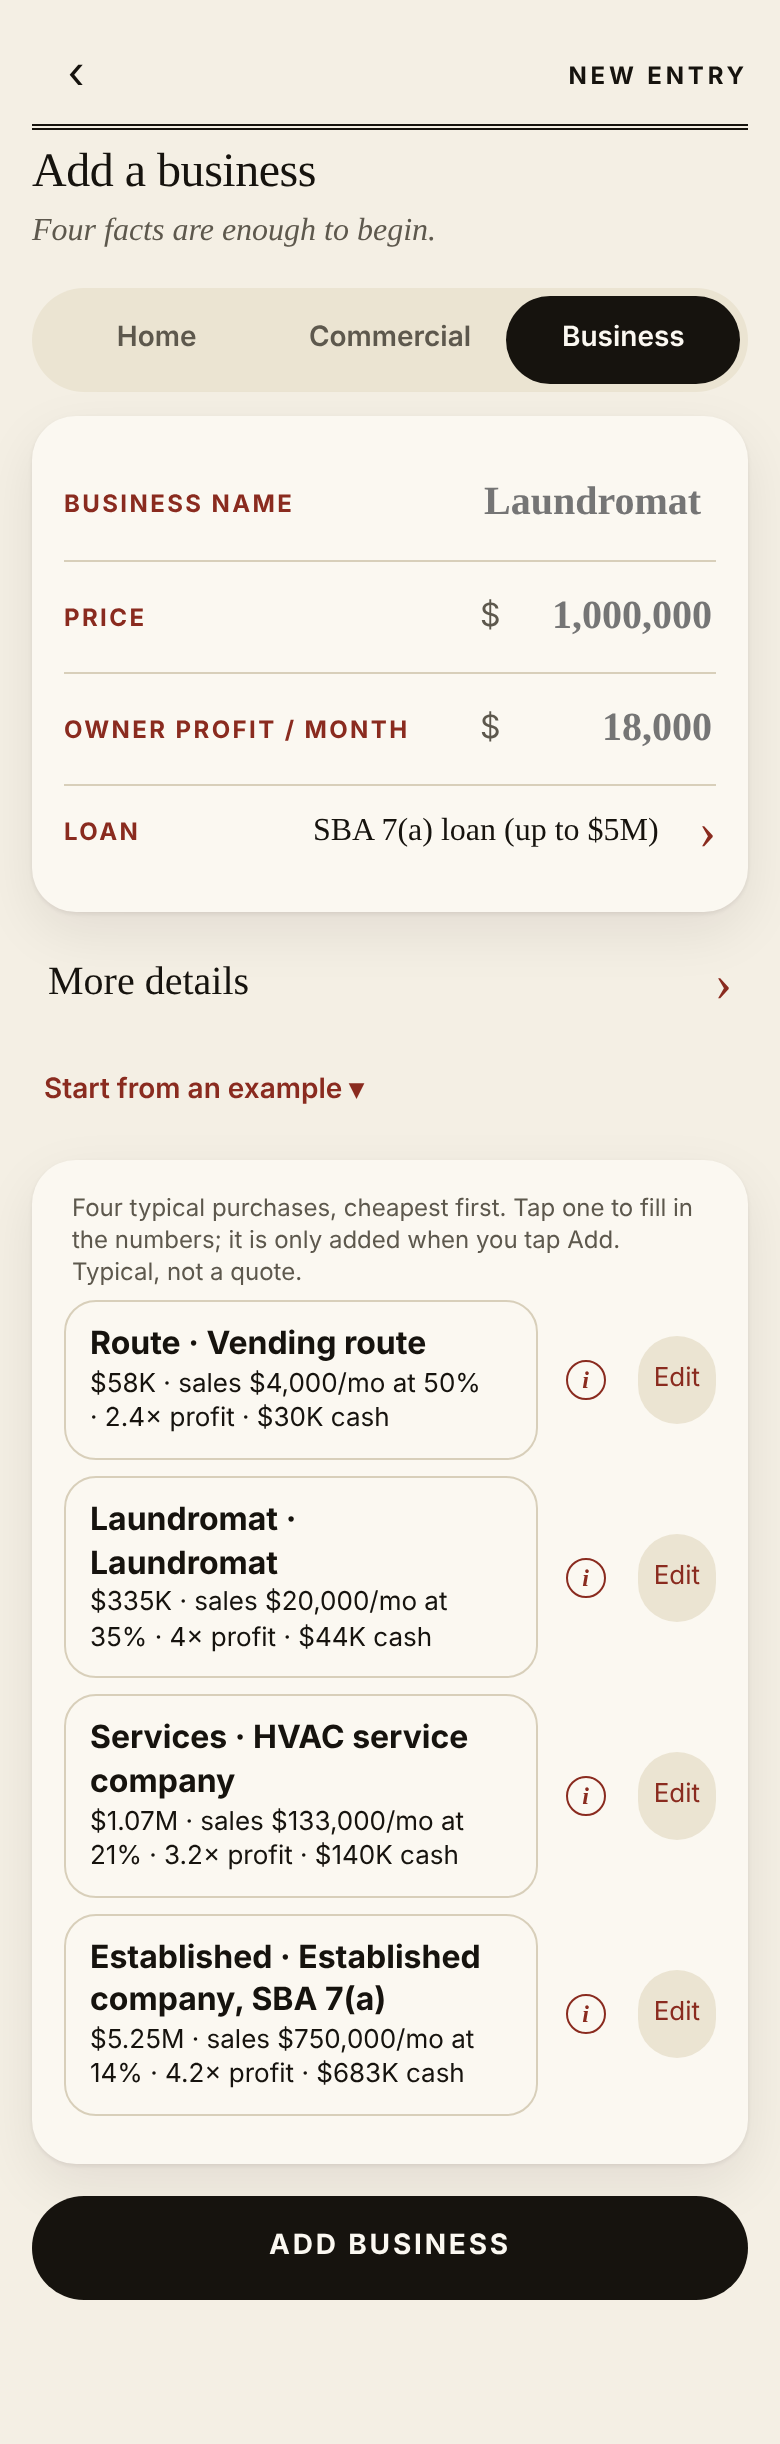 ‹ NEW ENTRY
Add a business
Four facts are enough to begin.
Home Commercial Business
BUSINESS NAME Laundromat
PRICE $ 1,000,000
OWNER PROFIT / MONTH $ 18,000
LOAN SBA 7(a) loan (up to $5M) ›
More details ›
Start from an example ▾
Four typical purchases, cheapest first. Tap one to fill in
the numbers; it is only added when you tap Add.
Typical, not a quote.
Route · Vending route
$58K · sales $4,000/mo at 50%
· 2.4× profit · $30K cash
i Edit
Laundromat ·
Laundromat
$335K · sales $20,000/mo at
35% · 4× profit · $44K cash
i Edit
Services · HVAC service
company
$1.07M · sales $133,000/mo at
21% · 3.2× profit · $140K cash
i Edit
Established · Established
company, SBA 7(a)
$5.25M · sales $750,000/mo at
14% · 4.2× profit · $683K cash
i Edit
ADD BUSINESS